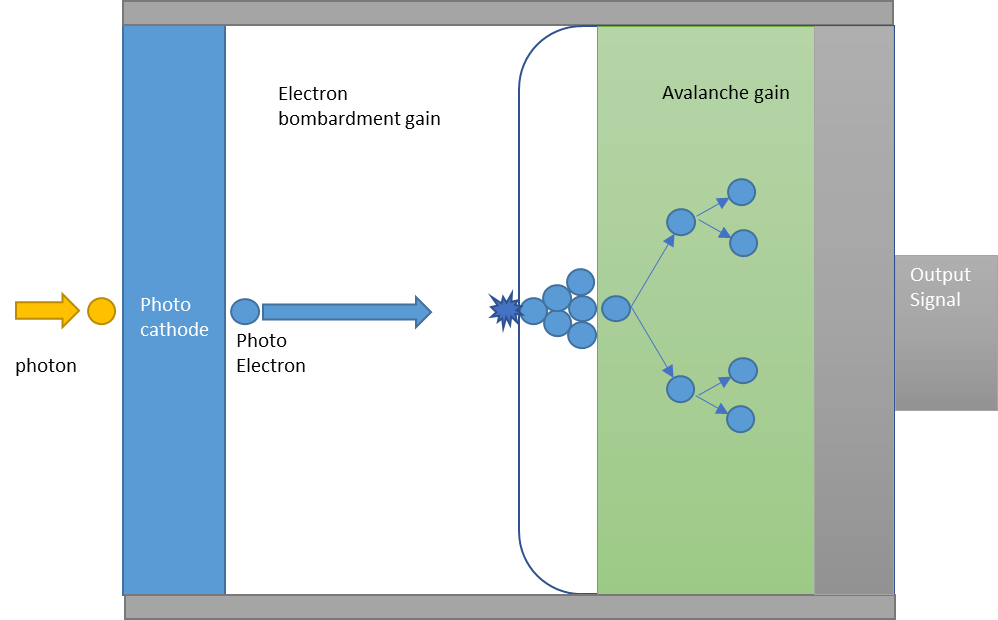 Electron
bombardment gain
Avalanche gain
photon
Photo
cathode
Photo
Electron
Output
Signal